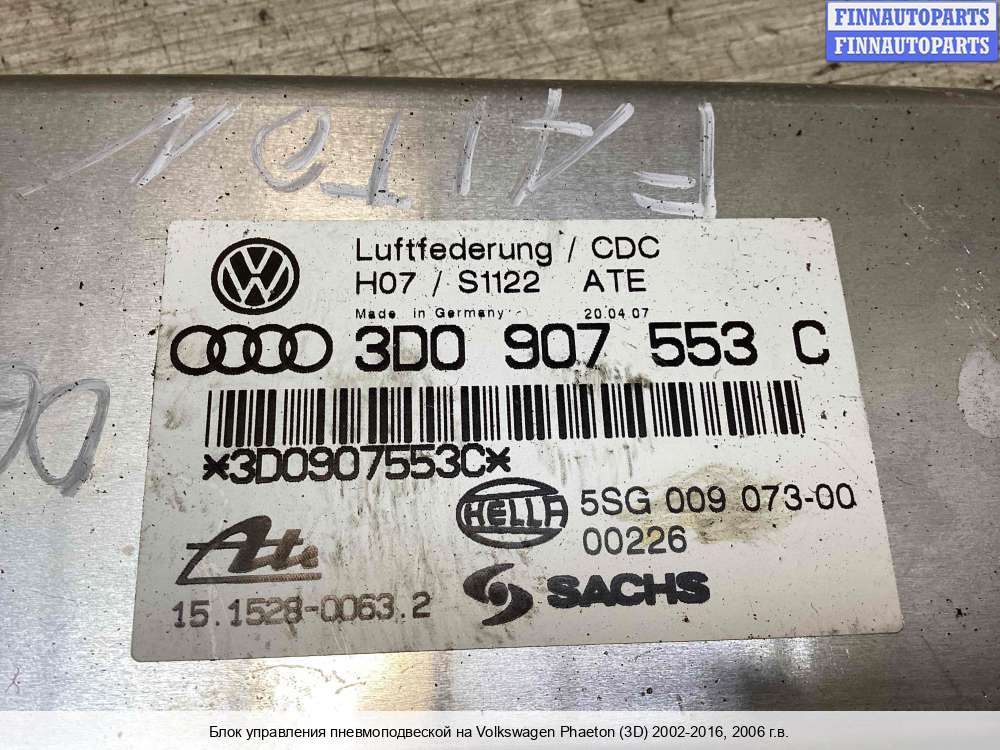 FINNAUTOPARTS
FINNAUTOPARTS
FAITON
Luftfederung / CDC
H07 / S1122 ATE
Made in Germany 20.04.07
3D0 907 553 C
*3D0907553C*
HELLA 5SG 009 073-00
00226
Ate
SACHS
15.1528-0063.2
Блок управления пневмоподвеской на Volkswagen Phaeton (3D) 2002-2016, 2006 г.в.